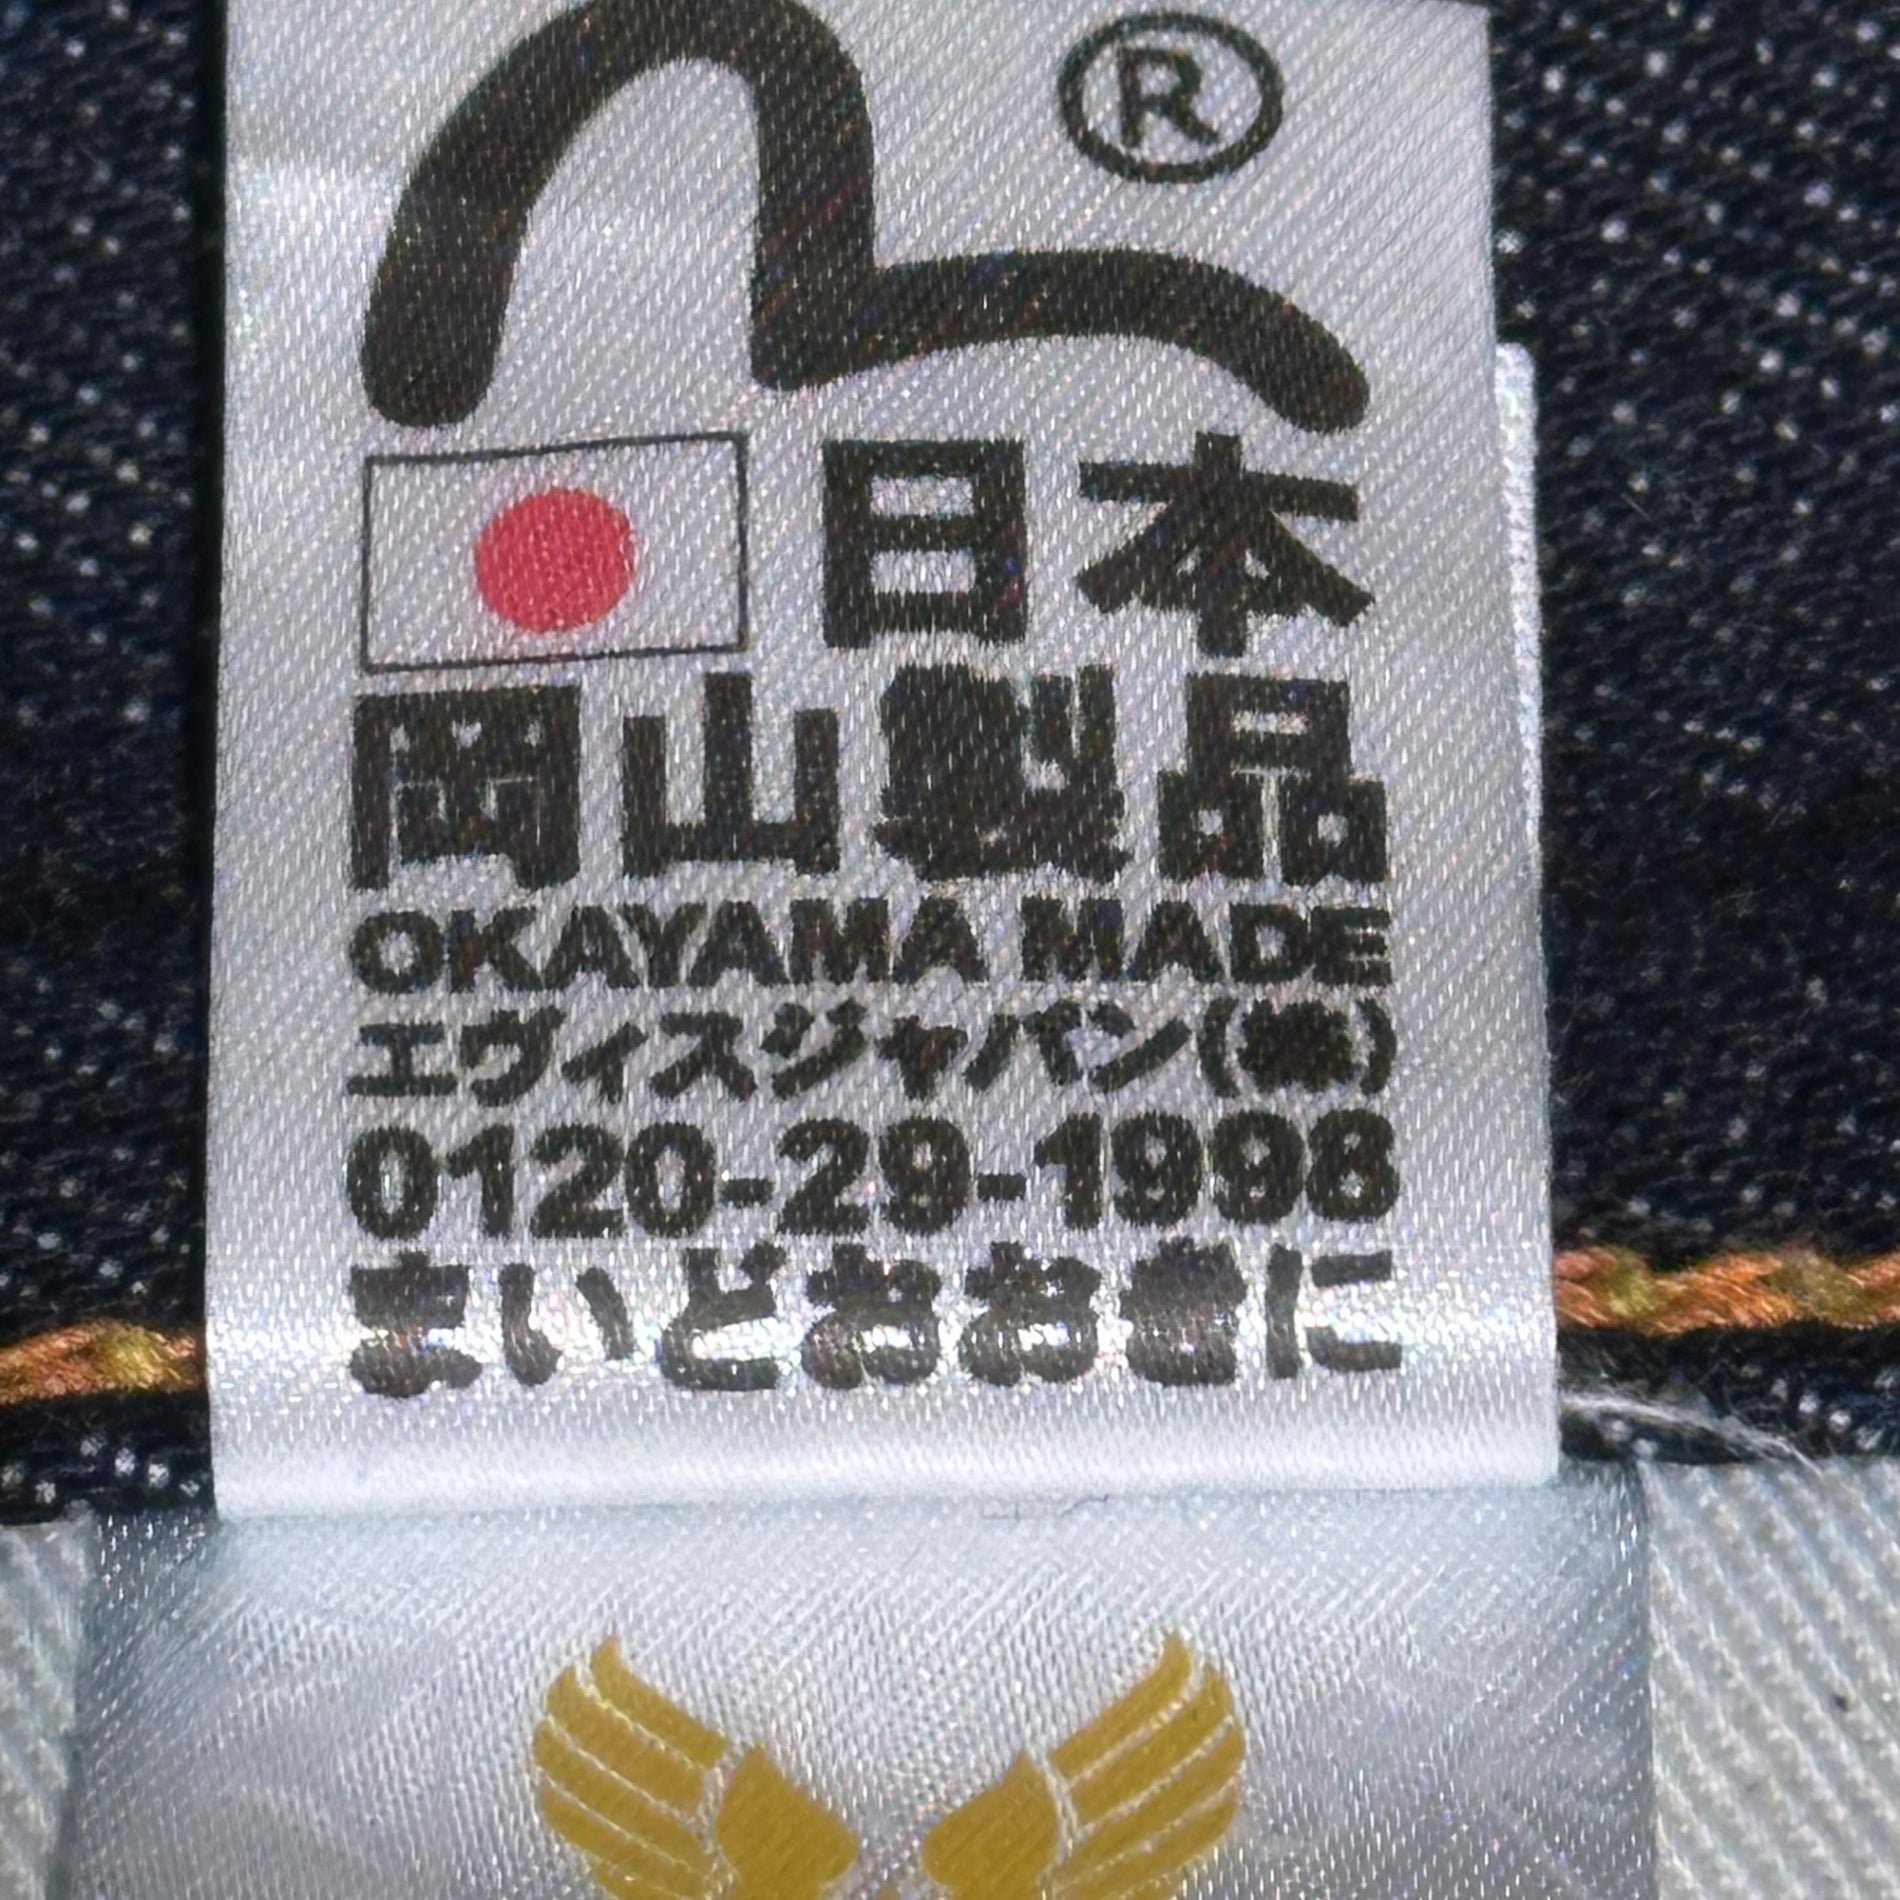 ®
日本
岡山製品
OKAYAMA MADE
エヴィスジャパン(株)
0120-29-1998
まいどおおきに